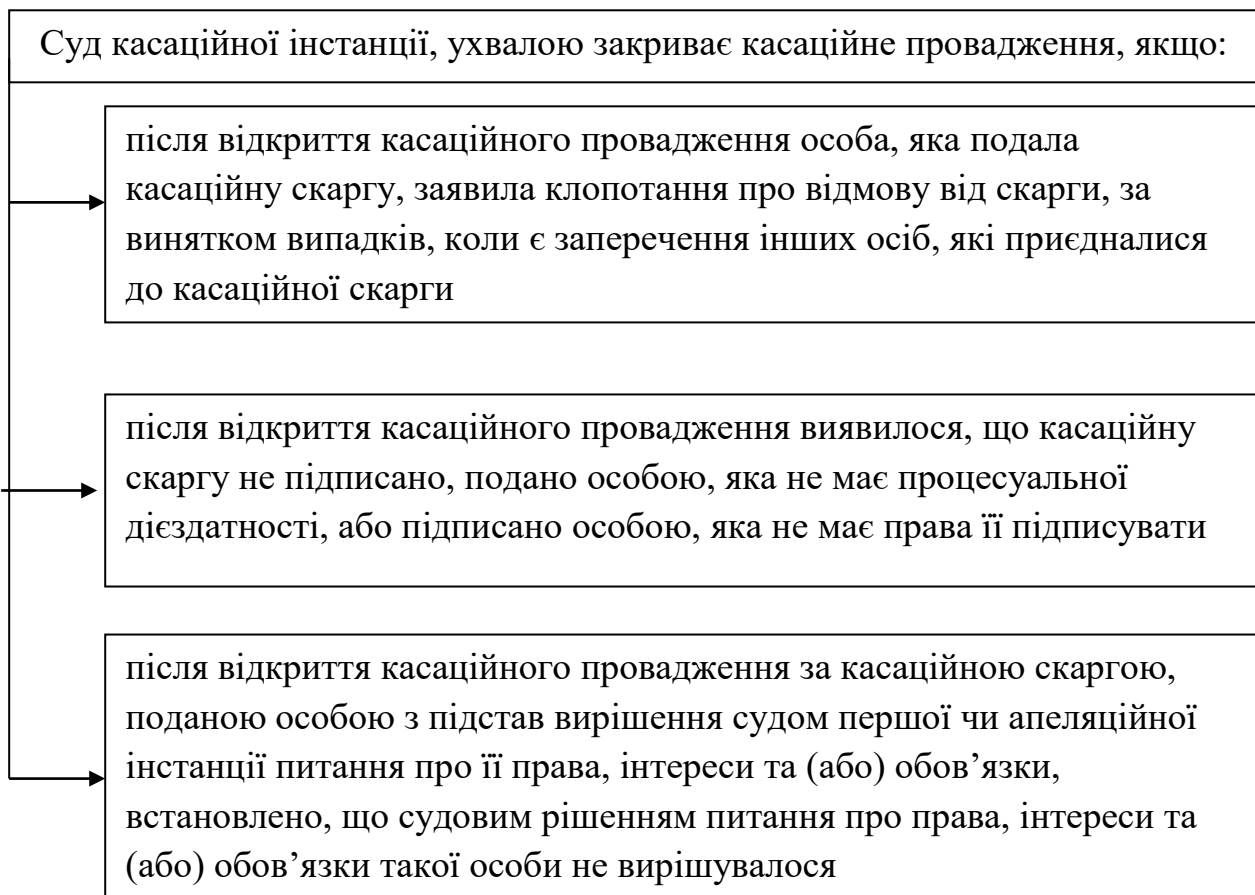 Суд касаційної інстанції, ухвалою закриває касаційне провадження, якщо:
після відкриття касаційного провадження особа, яка подала
касаційну скаргу, заявила клопотання про відмову від скарги, за
винятком випадків, коли є заперечення інших осіб, які приєдналися
до касаційної скарги
після відкриття касаційного провадження виявилося, що касаційну
скаргу не підписано, подано особою, яка не має процесуальної
дієздатності, або підписано особою, яка не має права її підписувати
після відкриття касаційного провадження за касаційною скаргою,
поданою особою з підстав вирішення судом першої чи апеляційної
інстанції питання про її права, інтереси та (або) обов’язки,
встановлено, що судовим рішенням питання про права, інтереси та
(або) обов’язки такої особи не вирішувалося